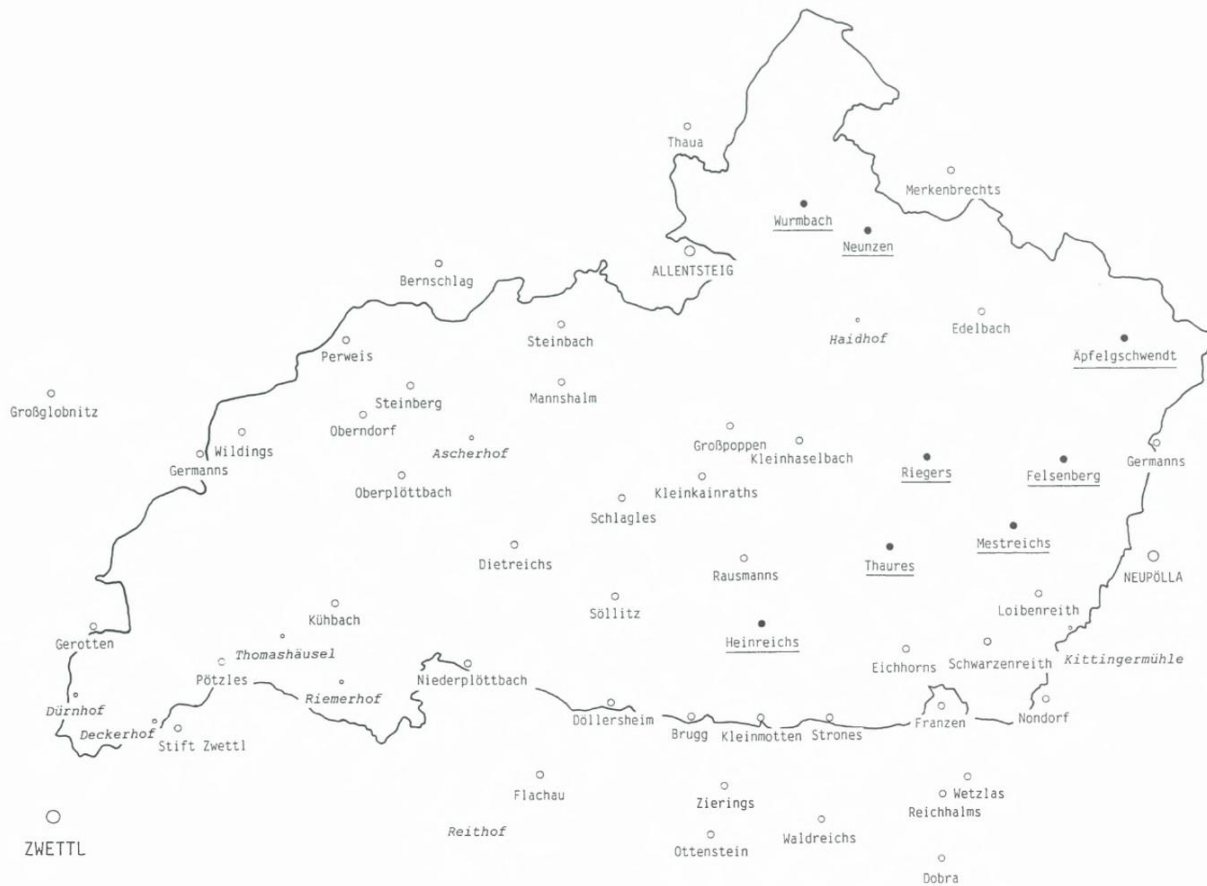 Thaua
Merkenbrechts
Wurmbach
Neunzen
ALLENTSTEIG
Bernschlag
Edelbach
Steinbach
Haidhof
Perweis
Äpfelgschwendt
Mannshalm
Steinberg
Großglobnitz
Oberndorf
Großpoppen
Wildings
Ascherhof
Kleinhaselbach
Germanns
Germanns
Riegers
Felsenberg
Oberplöttbach
Kleinkainraths
Schlagles
Mestreichs
Dietreichs
Rausmanns
Thaures
NEUPÖLLA
Loibenreith
Söllitz
Kühbach
Gerotten
Heinreichs
Thomashäusel
Kittingermühle
Eichhorns
Schwarzenreith
Pötzles
Niederplöttbach
Riemerhof
Dürnhof
Döllersheim
Franzen
Nondorf
Deckerhof
Stift Zwettl
Brugg
Kleinmotten
Strones
Flachau
Wetzlas
Zierings
Reichhalms
Reithof
Waldreichs
ZWETTL
Ottenstein
Dobra